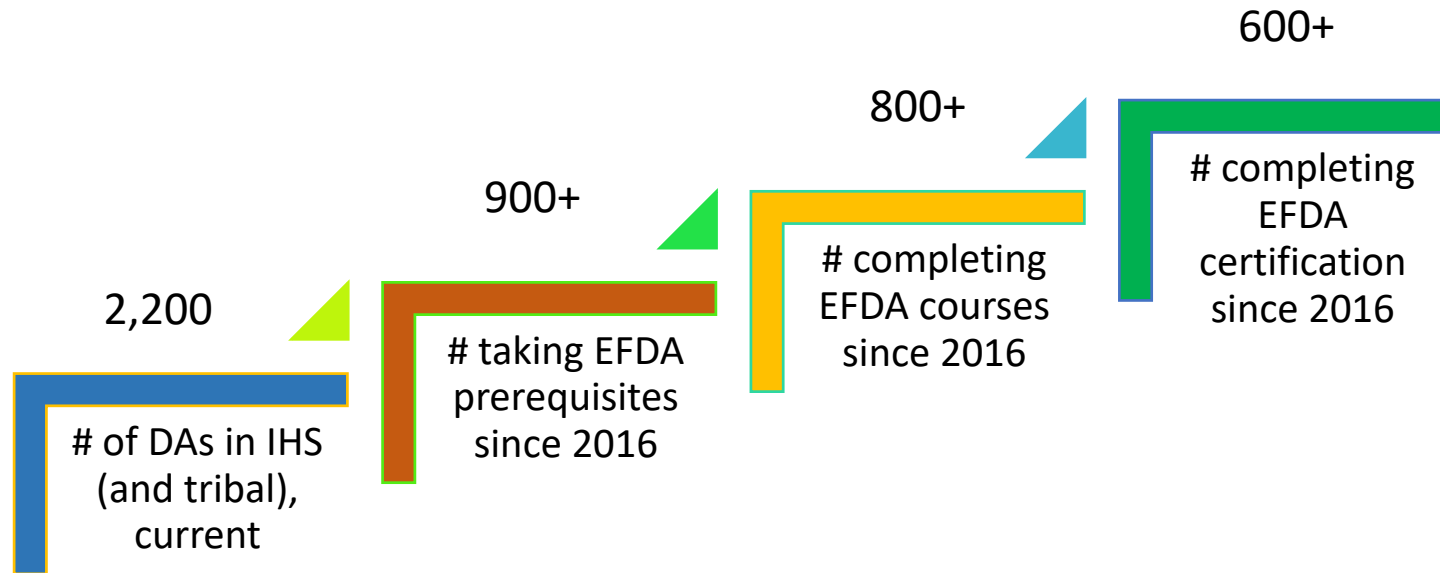 2,200
# of DAs in IHS
(and tribal),
current
900+
# taking EFDA
prerequisites
since 2016
800+
# completing
EFDA courses
since 2016
600+
# completing
EFDA
certification
since 2016